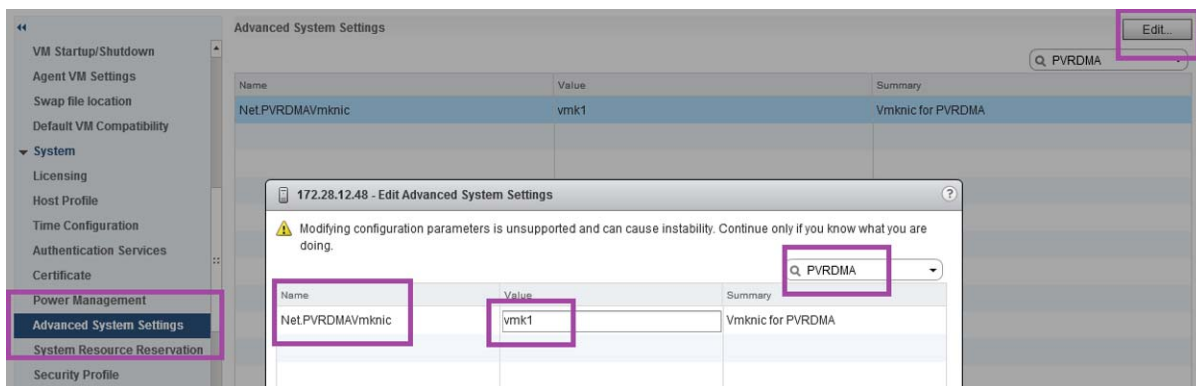 VM Startup/Shutdown
Agent VM Settings
Swap file location
Default VM Compatibility
System
Licensing
Host Profile
Time Configuration
Authentication Services
Certificate
Power Management
Advanced System Settings
System Resource Reservation
Security Profile
Advanced System Settings
Edit...
PVRDMA
Name Value Summary
Net.PVRDMAVmknic vmk1 Vmknic for PVRDMA
172.28.12.48 - Edit Advanced System Settings ?
Modifying configuration parameters is unsupported and can cause instability. Continue only if you know what you are
doing.
PVRDMA
Name Value Summary
Net.PVRDMAVmknic vmk1 Vmknic for PVRDMA